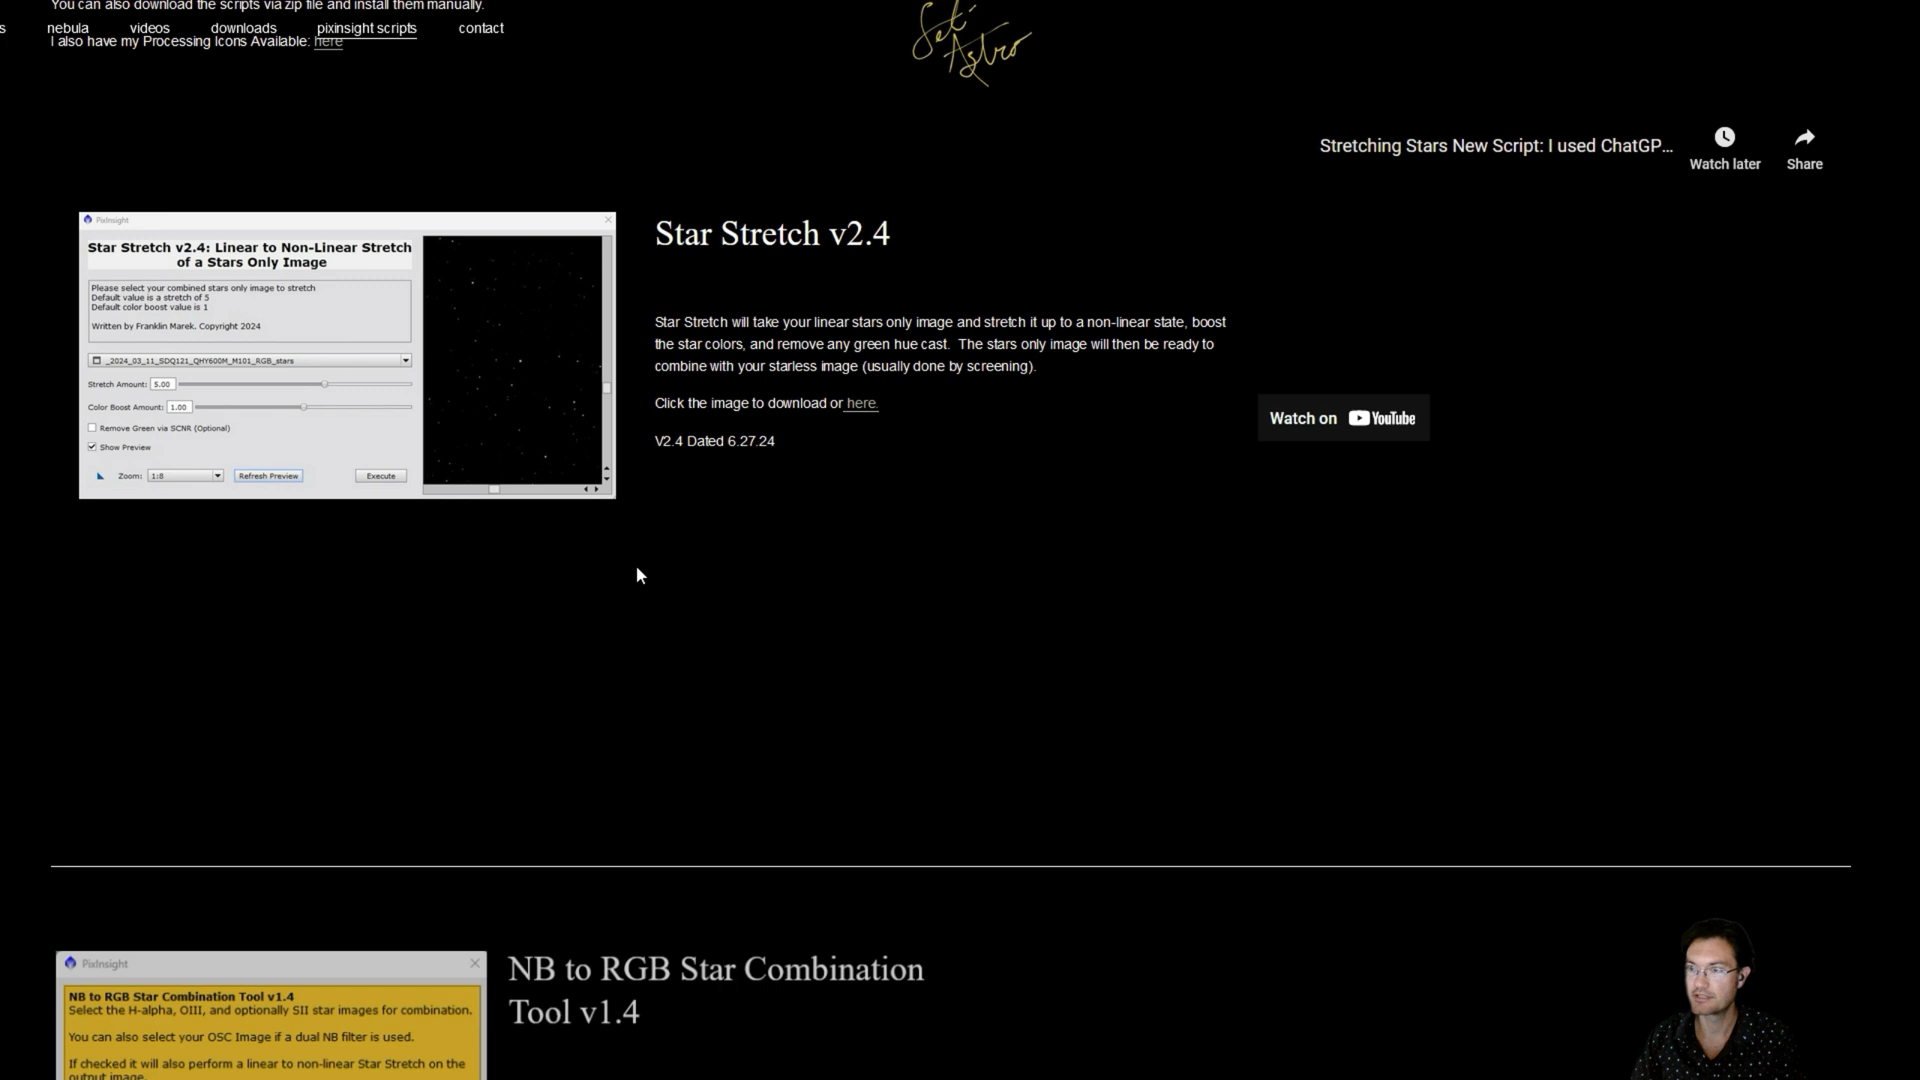 You can also download the scripts via zip file and install them manually.
s nebula videos downloads pixinsight scripts contact
I also have my Processing Icons Available: here
Seti Astro
Stretching Stars New Script: I used ChatGP...
Watch later
Share
PixInsight
Star Stretch v2.4: Linear to Non-Linear Stretch
of a Stars Only Image
Please select your combined stars only image to stretch
Default value is a stretch of 5
Default color boost value is 1
Written by Franklin Marek. Copyright 2024
_2024_03_11_SDQ121_QHY600M_M101_RGB_stars
Stretch Amount: 5.00
Color Boost Amount: 1.00
Remove Green via SCNR (Optional)
Show Preview
Zoom: 1:8 Refresh Preview Execute
Star Stretch v2.4
Star Stretch will take your linear stars only image and stretch it up to a non-linear state, boost
the star colors, and remove any green hue cast. The stars only image will then be ready to
combine with your starless image (usually done by screening).
Click the image to download or here.
V2.4 Dated 6.27.24
Watch on YouTube
PixInsight
NB to RGB Star Combination Tool v1.4
Select the H-alpha, OIII, and optionally SII star images for combination.
You can also select your OSC Image if a dual NB filter is used.
If checked it will also perform a linear to non-linear Star Stretch on the
output image.
NB to RGB Star Combination
Tool v1.4